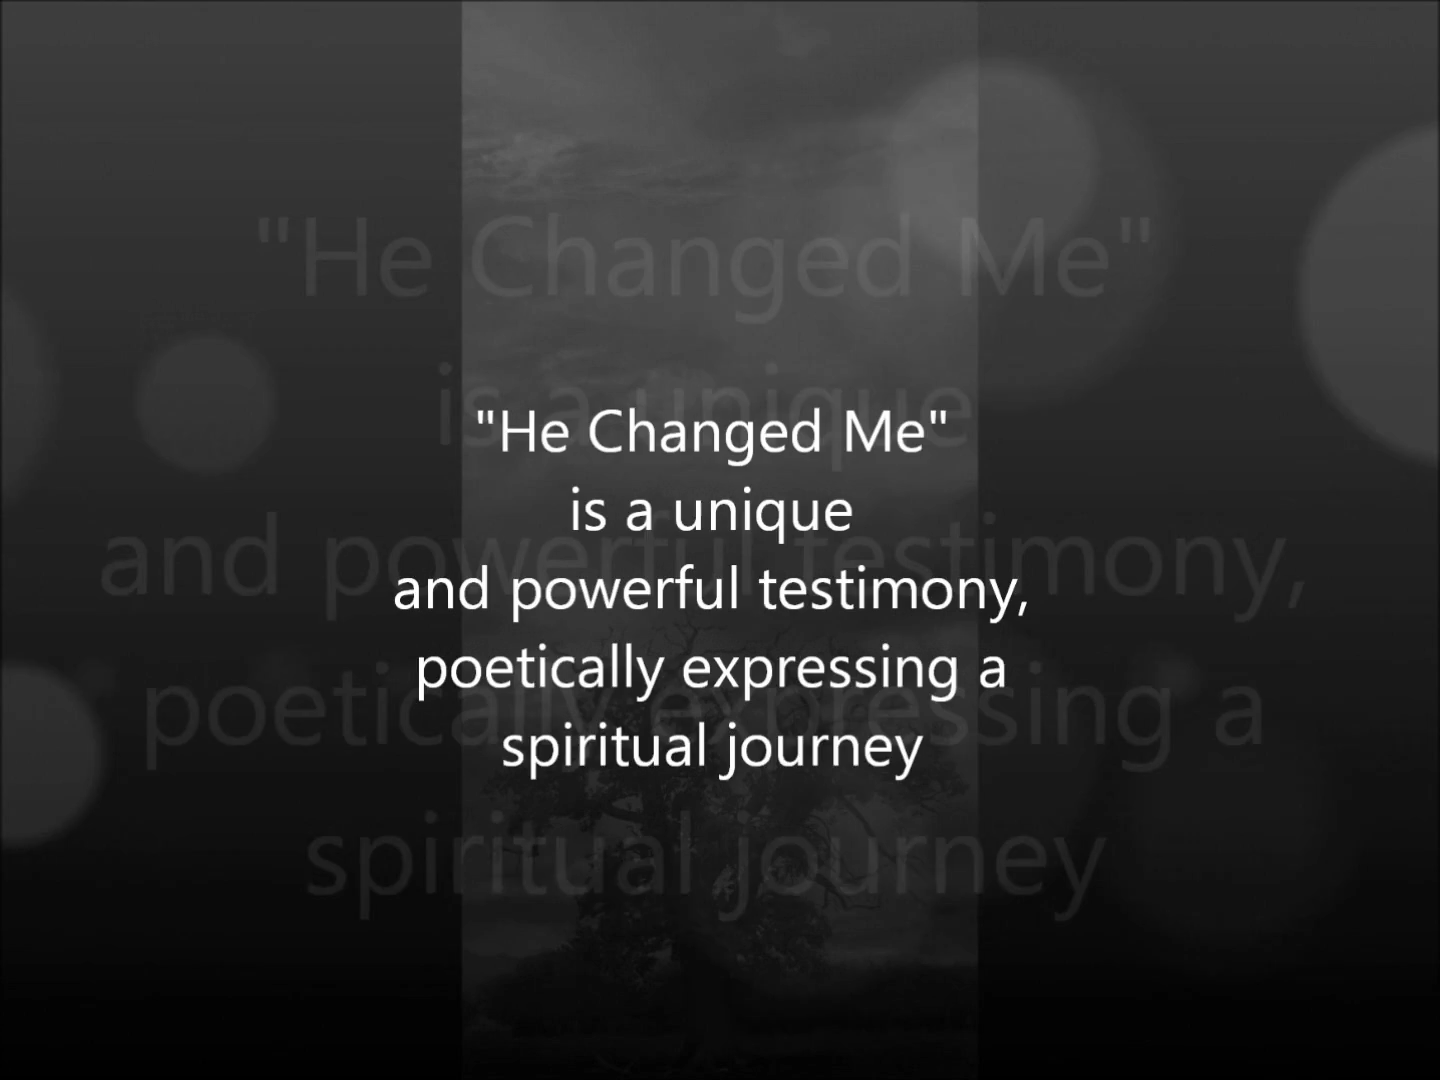 "He Changed Me"
is a unique
and powerful testimony,
poetically expressing a
spiritual journey